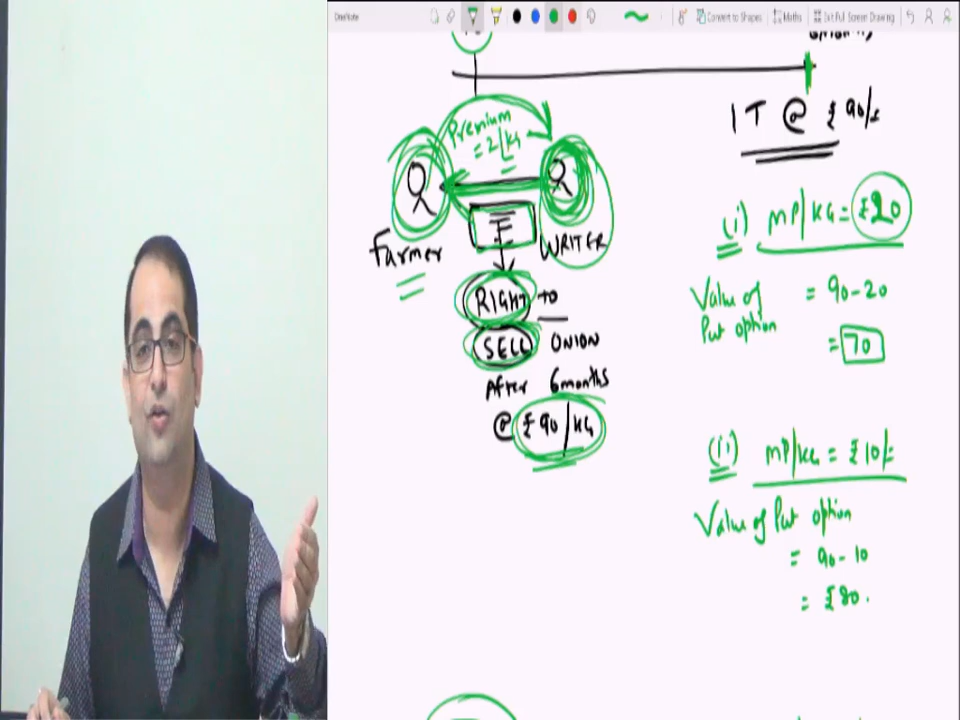 OneNote
Convert to Shapes
Maths
Exit Full Screen Drawing
1 T @ ₹ 90/=
Premium
= 2/KG
Farmer
WRITER
RIGHT to
SELL ONION
After 6 months
@ ₹ 90/KG
(i) MP/KG = ₹20
Value of
Put option
= 90-20
= 70
(ii) MP/KG = ₹10/=
Value of Put option
= 90-10
= ₹80.